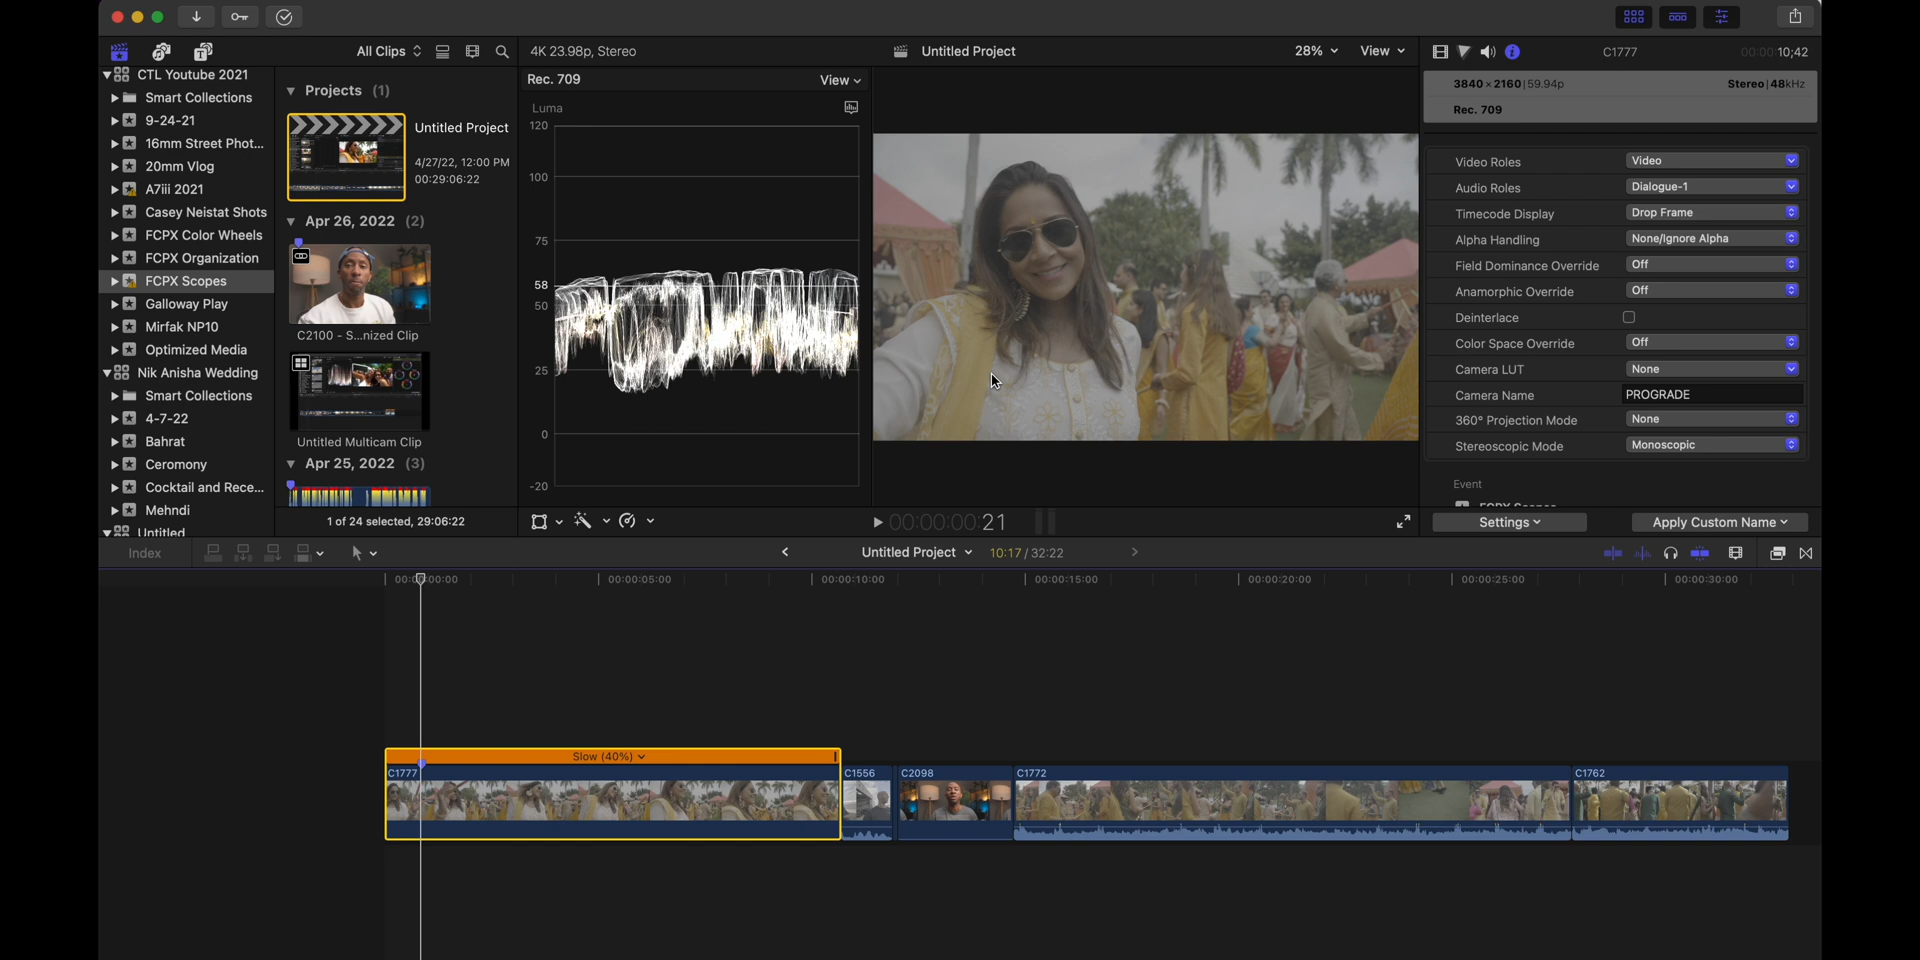 All Clips
4K 23.98p, Stereo
Untitled Project
28%
View
C1777
00:00:10;42
CTL Youtube 2021
Smart Collections
9-24-21
16mm Street Phot...
20mm Vlog
A7iii 2021
Casey Neistat Shots
FCPX Color Wheels
FCPX Organization
FCPX Scopes
Galloway Play
Mirfak NP10
Optimized Media
Nik Anisha Wedding
Smart Collections
4-7-22
Bahrat
Ceromony
Cocktail and Rece...
Mehndi
Untitled
Projects (1)
Untitled Project
4/27/22, 12:00 PM
00:29:06:22
Apr 26, 2022 (2)
C2100 - S...nized Clip
Untitled Multicam Clip
Apr 25, 2022 (3)
1 of 24 selected, 29:06:22
Rec. 709
View
Luma
120
100
75
58
50
25
0
-20
00:00:00:21
3840 × 2160 | 59.94p
Stereo | 48kHz
Rec. 709
Video Roles
Video
Audio Roles
Dialogue-1
Timecode Display
Drop Frame
Alpha Handling
None/Ignore Alpha
Field Dominance Override
Off
Anamorphic Override
Off
Deinterlace
Color Space Override
Off
Camera LUT
None
Camera Name
PROGRADE
360° Projection Mode
None
Stereoscopic Mode
Monoscopic
Event
FCPX Scopes
Settings
Apply Custom Name
Index
Untitled Project
10:17 / 32:22
00:00:05:00
00:00:10:00
00:00:15:00
00:00:20:00
00:00:25:00
00:00:30:00
Slow (40%)
C1777
C1556
C2098
C1772
C1762